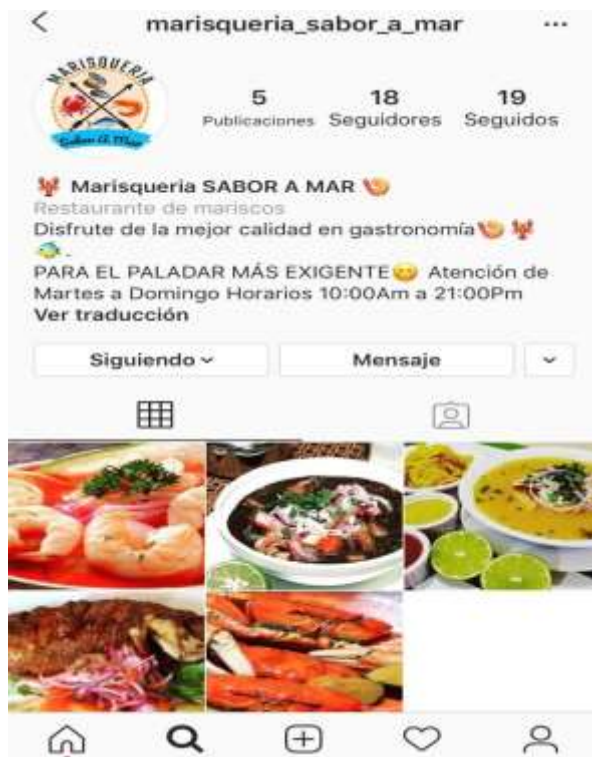 marisqueria_sabor_a_mar
MARISQUERIA
Sabor A Mar
5 18 19
Publicaciones Seguidores Seguidos
Marisqueria SABOR A MAR
Restaurante de mariscos
Disfrute de la mejor calidad en gastronomía
.
PARA EL PALADAR MÁS EXIGENTE Atención de
Martes a Domingo Horarios 10:00Am a 21:00Pm
Ver traducción
Siguiendo Mensaje